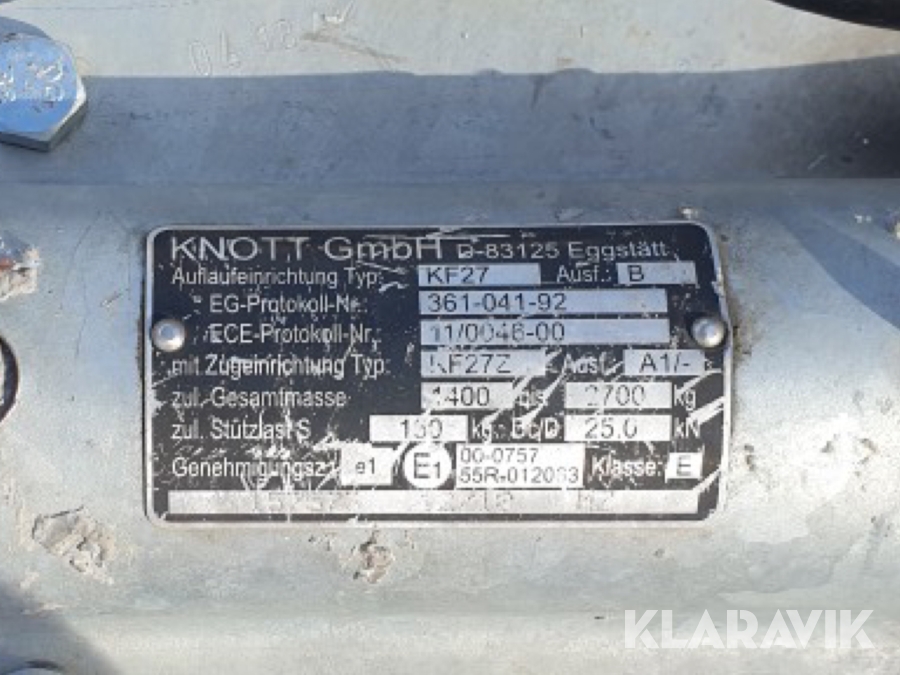 KNOTT GmbH D-83125 Eggstätt
Auflaufeinrichtung Typ: KF27 Ausf.: B
EG-Protokoll-Nr.: 361-041-92
ECE-Protokoll-Nr.: 11/0046-00
mit Zugeinrichtung Typ: KF27Z Ausf.: A1/-
zul. Gesamtmasse 1400 bis 2700 kg
zul. Stützlast S 150 kg; Dc/D 25.0 kN
Genehmigungsz.: e1 E1 00-0757 Klasse: E
KLARAVIK